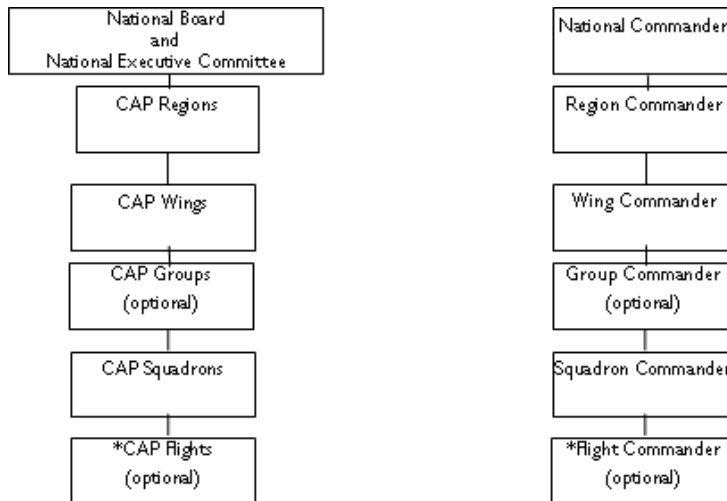 National Board
and
National Executive Committee
CAP Regions
CAP Wings
CAP Groups
(optional)
CAP Squadrons
*CAP Flights
(optional)
National Commander
Region Commander
Wing Commander
Group Commander
(optional)
Squadron Commander
*Flight Commander
(optional)